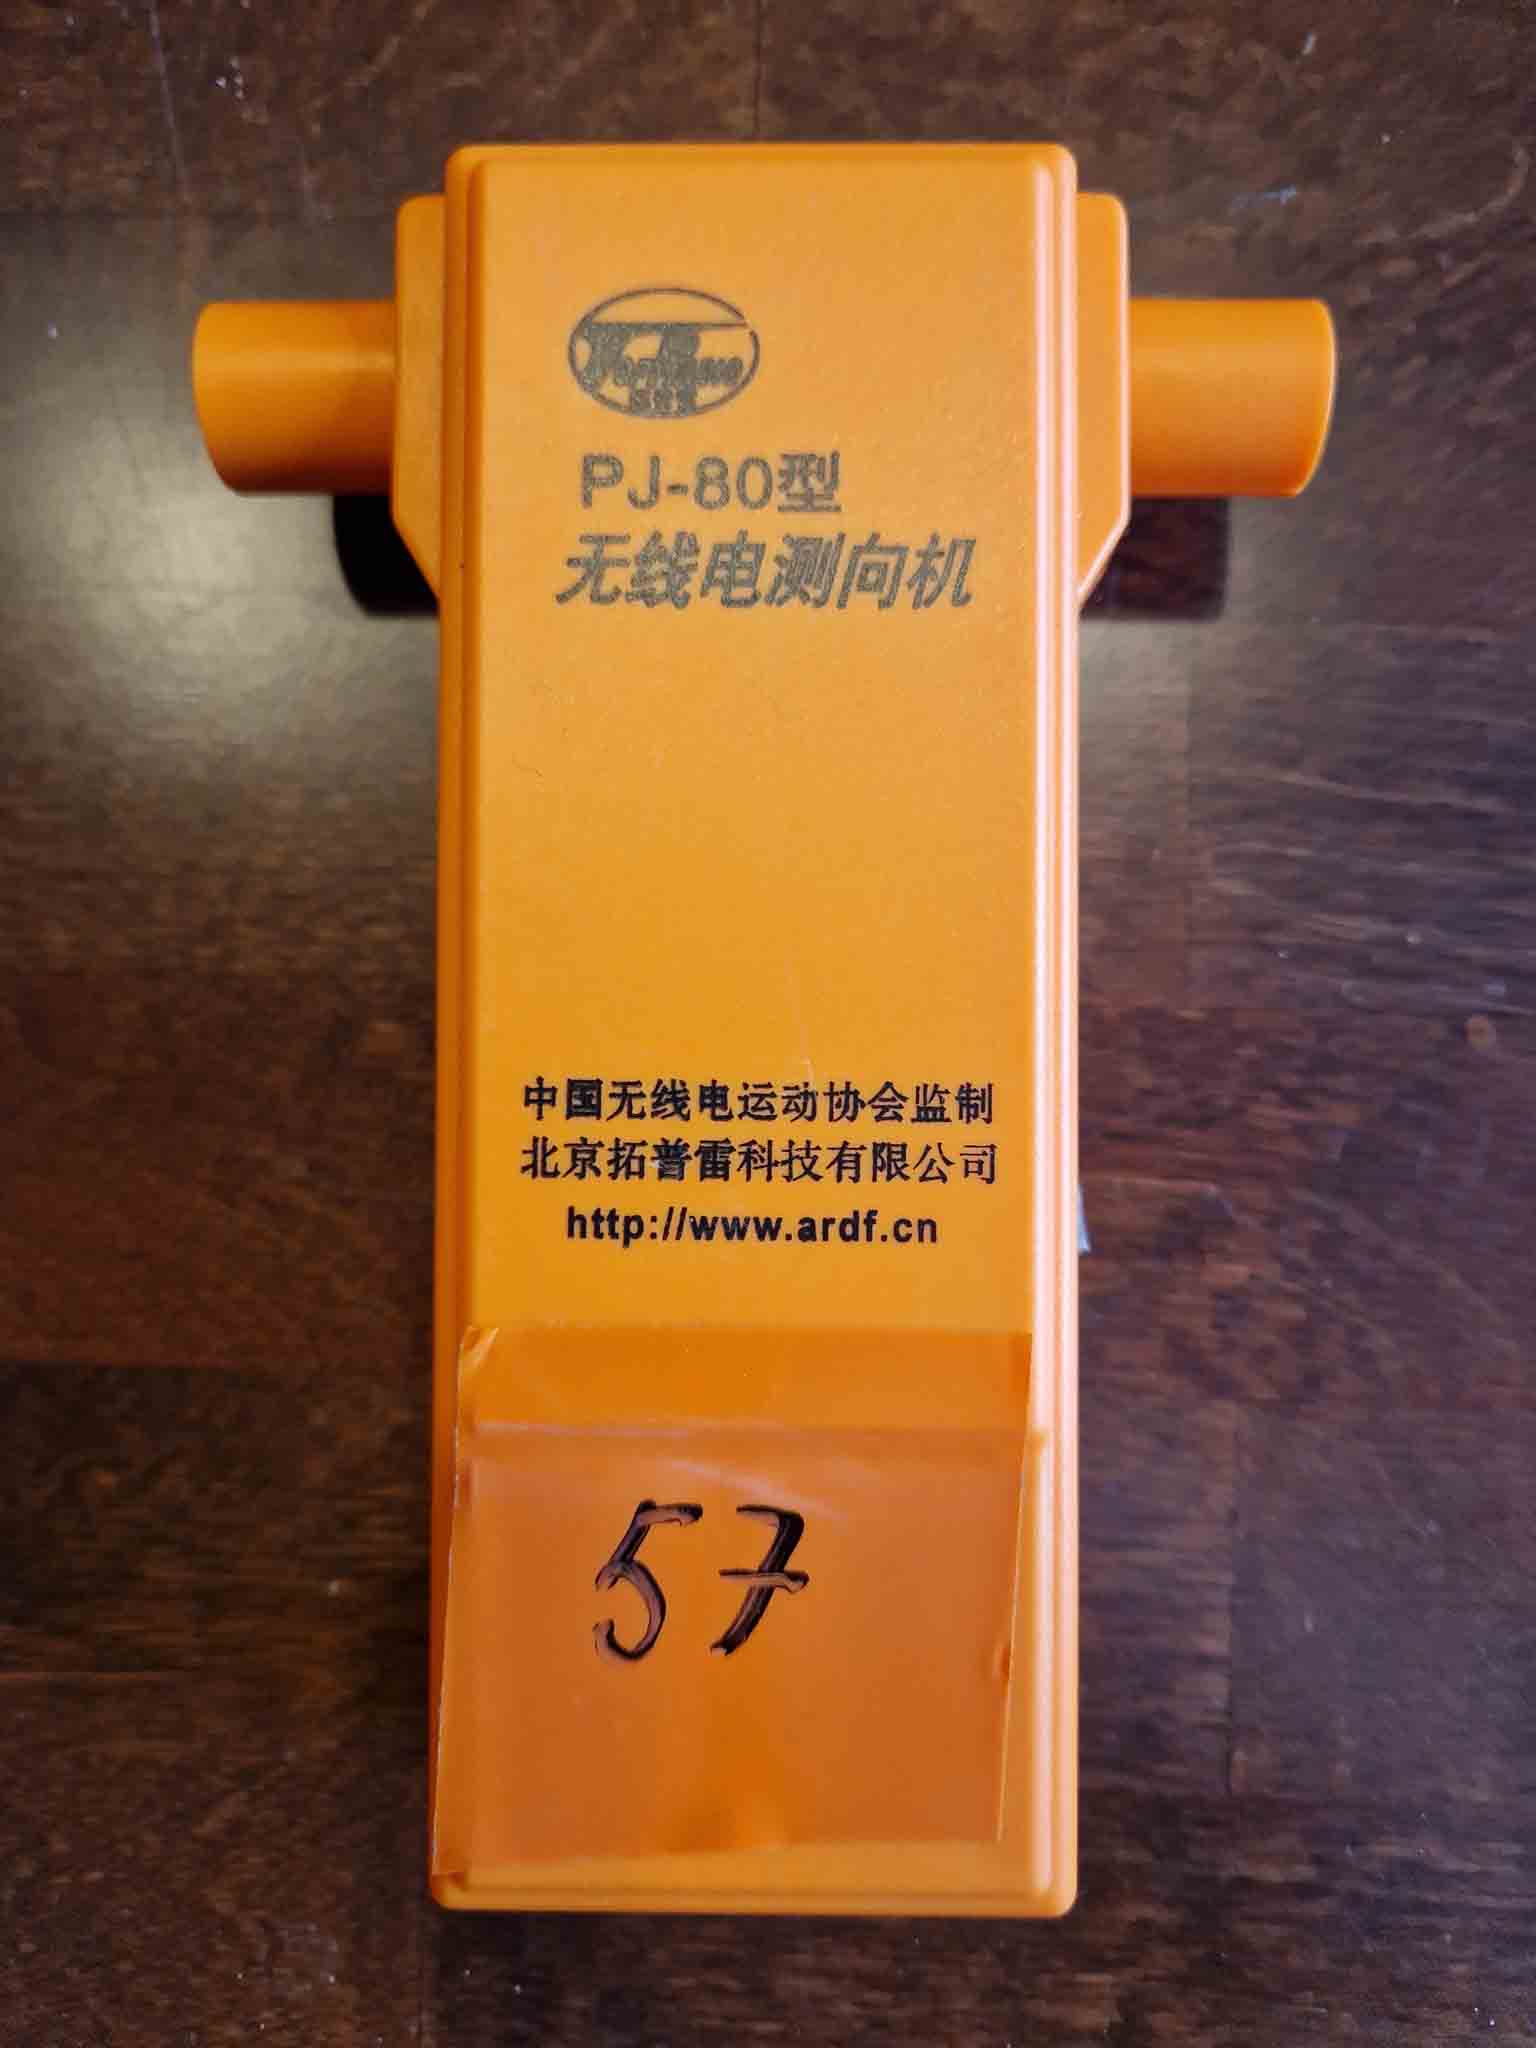 PJ-80型
无线电测向机
中国无线电运动协会监制
北京拓普雷科技有限公司
http://www.ardf.cn
57